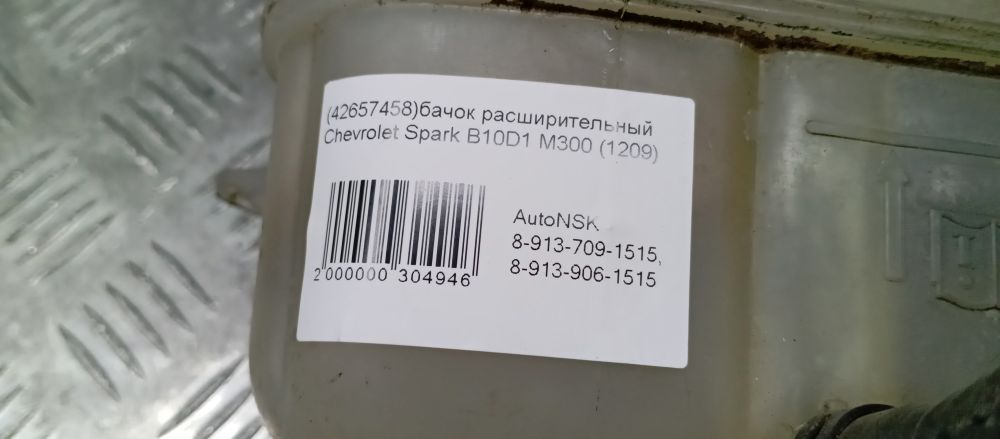 (42657458)бачок расширительный
Chevrolet Spark B10D1 M300 (1209)
AutoNSK
8-913-709-1515,
8-913-906-1515
2 000000 304946